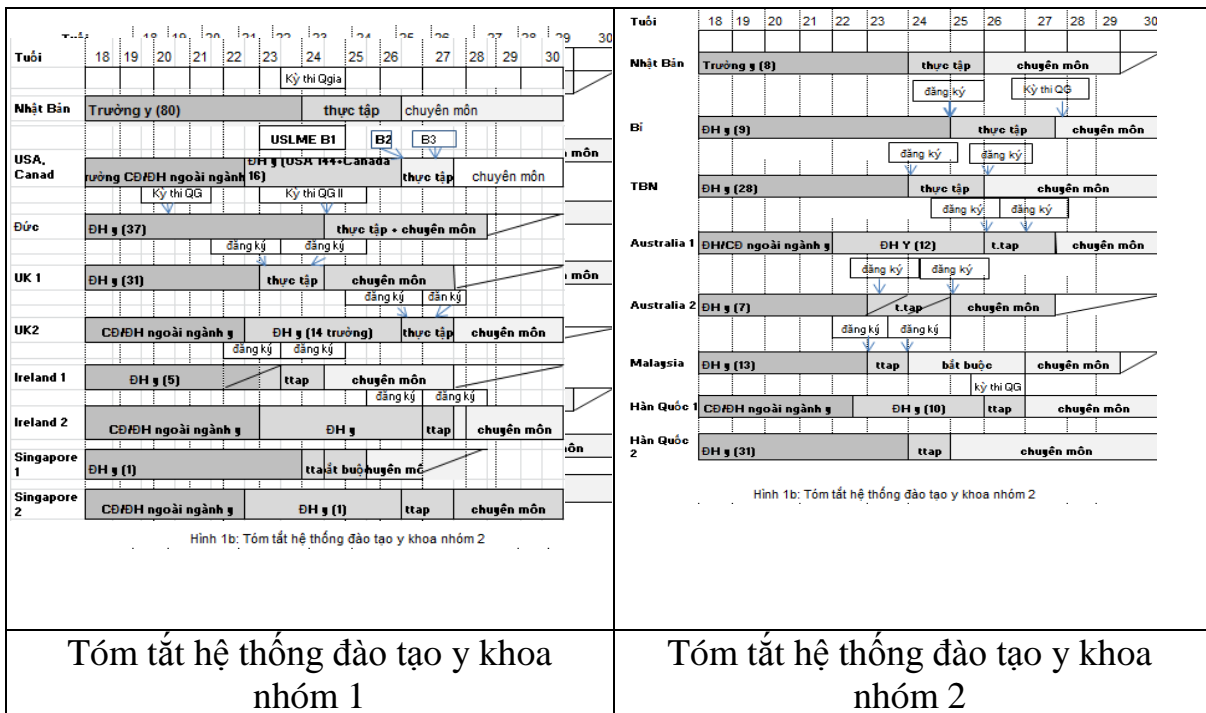 Tuổi 18 19 20 21 22 23 24 25 26 27 28 29 30
Kỳ thi Qgia
Nhật Bản Trường y (80) thực tập chuyên môn
USLME B1 B2 B3
USA, Canad ĐH y (USA 144+Canada 16) thực tập chuyên môn
rường CĐ/ĐH ngoài ngành
Kỳ thi QG Kỳ thi QG II
Đức ĐH y (37) thực tập + chuyên môn
đăng ký đăng ký
UK 1 ĐH y (31) thực tập chuyên môn
đăng ký đăn ký
UK2 CĐ/ĐH ngoài ngành y ĐH y (14 trường) thực tập chuyên môn
đăng ký đăng ký
Ireland 1 ĐH y (5) ttap chuyên môn
đăng ký đăng ký
Ireland 2 CĐ/ĐH ngoài ngành y ĐH y ttap chuyên môn
Singapore 1 ĐH y (1) tta ắt buộ huyên mô
Singapore 2 CĐ/ĐH ngoài ngành y ĐH y (1) ttap chuyên môn
Hình 1b: Tóm tắt hệ thống đào tạo y khoa nhóm 2
Tuổi 18 19 20 21 22 23 24 25 26 27 28 29 30
Nhật Bản Trường y (8) thực tập chuyên môn
đăng ký Kỳ thi QG
Bỉ ĐH y (9) thực tập chuyên môn
đăng ký đăng ký
TBN ĐH y (28) thực tập chuyên môn
đăng ký đăng ký
Australia 1 ĐH/CĐ ngoài ngành y ĐH Y (12) t.tap chuyên môn
đăng ký đăng ký
Australia 2 ĐH y (7) t.tap chuyên môn
đăng ký đăng ký
Malaysia ĐH y (13) ttap bắt buộc chuyên môn
kỳ thi QG
Hàn Quốc 1 CĐ/ĐH ngoài ngành y ĐH y (10) ttap chuyên môn
Hàn Quốc 2 ĐH y (31) ttap chuyên môn
Hình 1b: Tóm tắt hệ thống đào tạo y khoa nhóm 2
Tóm tắt hệ thống đào tạo y khoa
nhóm 1
Tóm tắt hệ thống đào tạo y khoa
nhóm 2